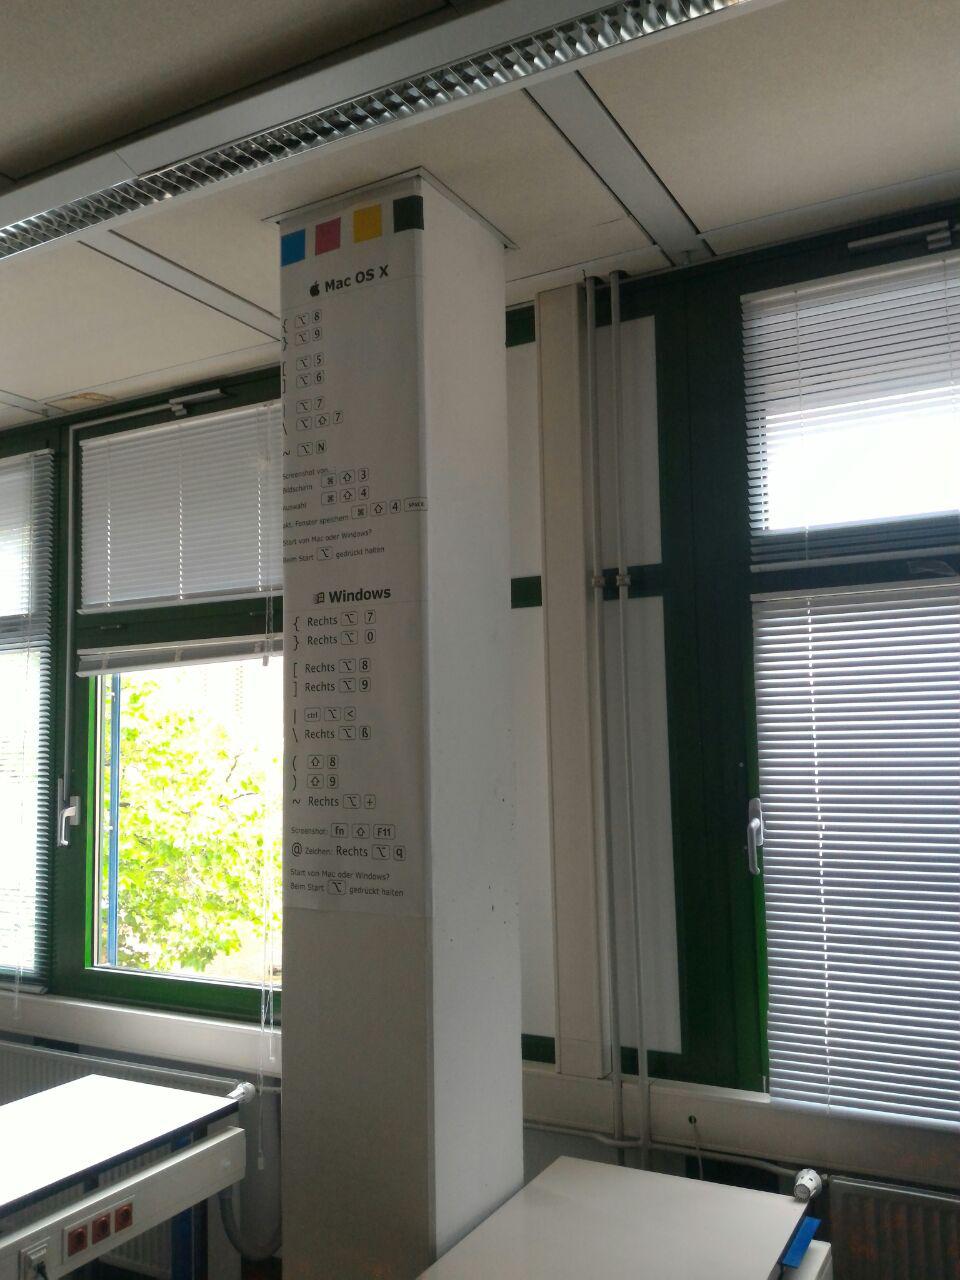 Mac OS X
{ ⌥ 8
} ⌥ 9
[ ⌥ 5
] ⌥ 6
| ⌥ 7
\ ⌥ ⇧ 7
~ ⌥ N
Screenshot von...
Bildschirm ⌘ ⇧ 3
Auswahl ⌘ ⇧ 4
akt. Fenster speichern ⌘ ⇧ 4 SPACE
Start von Mac oder Windows?
Beim Start ⌥ gedrückt halten
Windows
{ Rechts ⌥ 7
} Rechts ⌥ 0
[ Rechts ⌥ 8
] Rechts ⌥ 9
| ctrl ⌥ <
\ Rechts ⌥ ß
( ⇧ 8
) ⇧ 9
~ Rechts ⌥ +
Screenshot: fn ⇧ F11
@ Zeichen: Rechts ⌥ q
Start von Mac oder Windows?
Beim Start ⌥ gedrückt halten